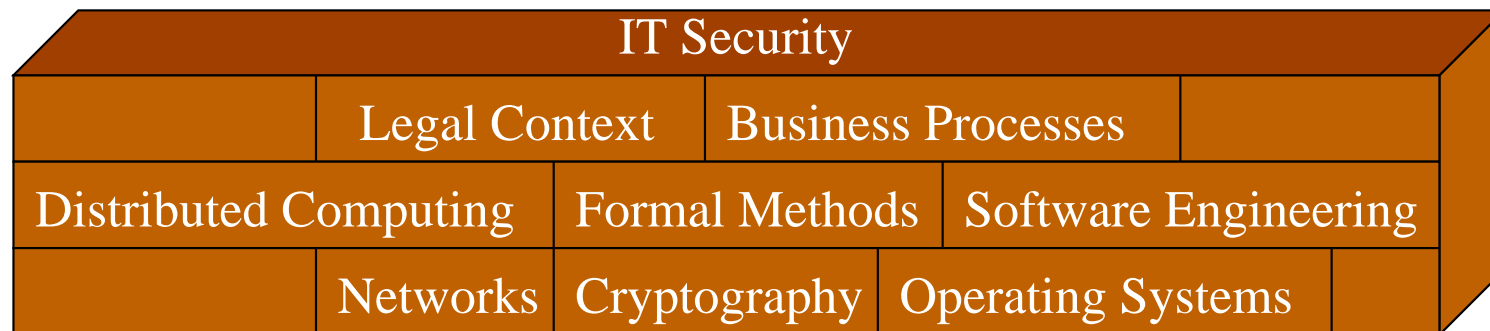 IT Security
Legal Context Business Processes
Distributed Computing Formal Methods Software Engineering
Networks Cryptography Operating Systems